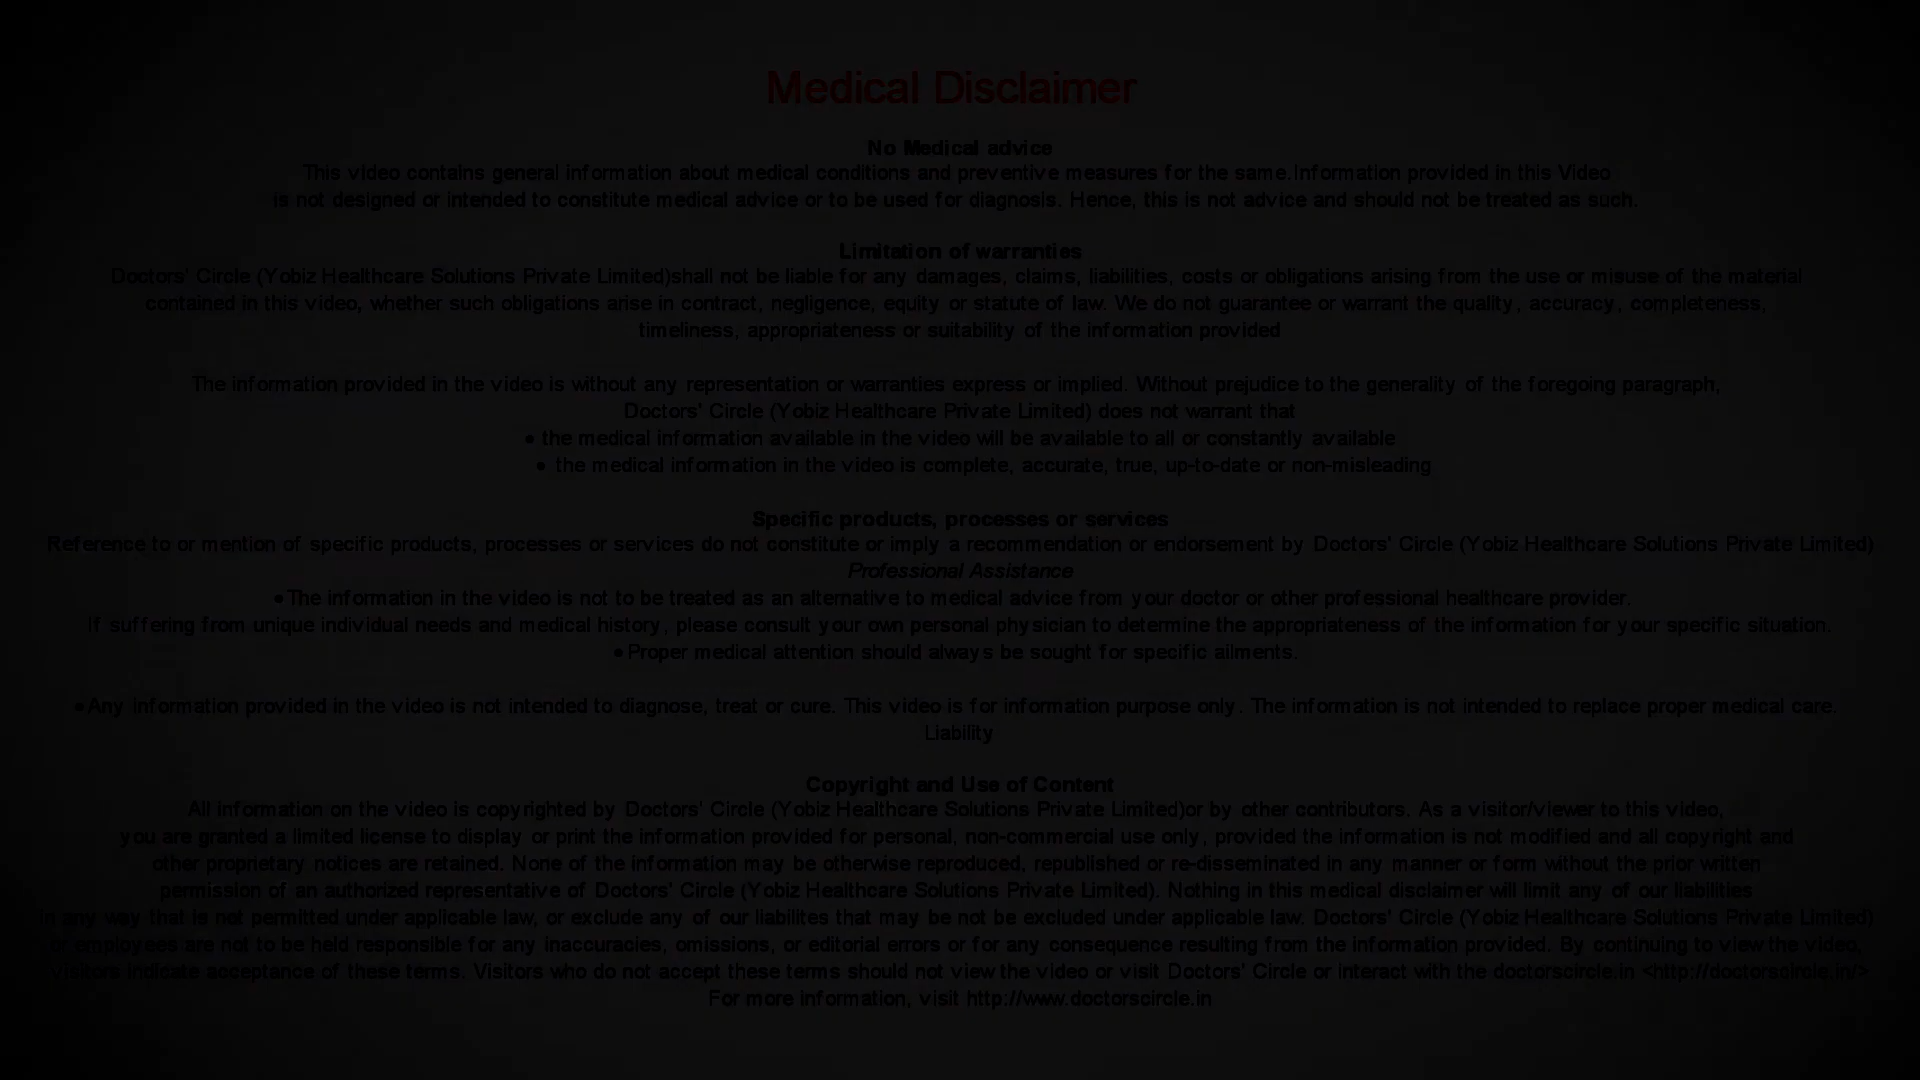 Medical Disclaimer
No Medical advice
This video contains general information about medical conditions and preventive measures for the same.Information provided in this Video
is not designed or intended to constitute medical advice or to be used for diagnosis. Hence, this is not advice and should not be treated as such.
Limitation of warranties
Doctors' Circle (Yobiz Healthcare Solutions Private Limited)shall not be liable for any damages, claims, liabilities, costs or obligations arising from the use or misuse of the material
contained in this video, whether such obligations arise in contract, negligence, equity or statute of law. We do not guarantee or warrant the quality, accuracy, completeness,
timeliness, appropriateness or suitability of the information provided
The information provided in the video is without any representation or warranties express or implied. Without prejudice to the generality of the foregoing paragraph,
Doctors' Circle (Yobiz Healthcare Private Limited) does not warrant that
• the medical information available in the video will be available to all or constantly available
• the medical information in the video is complete, accurate, true, up-to-date or non-misleading
Specific products, processes or services
Reference to or mention of specific products, processes or services do not constitute or imply a recommendation or endorsement by Doctors' Circle (Yobiz Healthcare Solutions Private Limited)
Professional Assistance
•The information in the video is not to be treated as an alternative to medical advice from your doctor or other professional healthcare provider.
If suffering from unique individual needs and medical history, please consult your own personal physician to determine the appropriateness of the information for your specific situation.
•Proper medical attention should always be sought for specific ailments.
•Any information provided in the video is not intended to diagnose, treat or cure. This video is for information purpose only. The information is not intended to replace proper medical care.
Liability
Copyright and Use of Content
All information on the video is copyrighted by Doctors' Circle (Yobiz Healthcare Solutions Private Limited)or by other contributors. As a visitor/viewer to this video,
you are granted a limited license to display or print the information provided for personal, non-commercial use only, provided the information is not modified and all copyright and
other proprietary notices are retained. None of the information may be otherwise reproduced, republished or re-disseminated in any manner or form without the prior written
permission of an authorized representative of Doctors' Circle (Yobiz Healthcare Solutions Private Limited). Nothing in this medical disclaimer will limit any of our liabilities
in any way that is not permitted under applicable law, or exclude any of our liabilites that may be not be excluded under applicable law. Doctors' Circle (Yobiz Healthcare Solutions Private Limited)
or employees are not to be held responsible for any inaccuracies, omissions, or editorial errors or for any consequence resulting from the information provided. By continuing to view the video,
visitors indicate acceptance of these terms. Visitors who do not accept these terms should not view the video or visit Doctors' Circle or interact with the doctorscircle.in <http://doctorscircle.in/>
For more information, visit http://www.doctorscircle.in